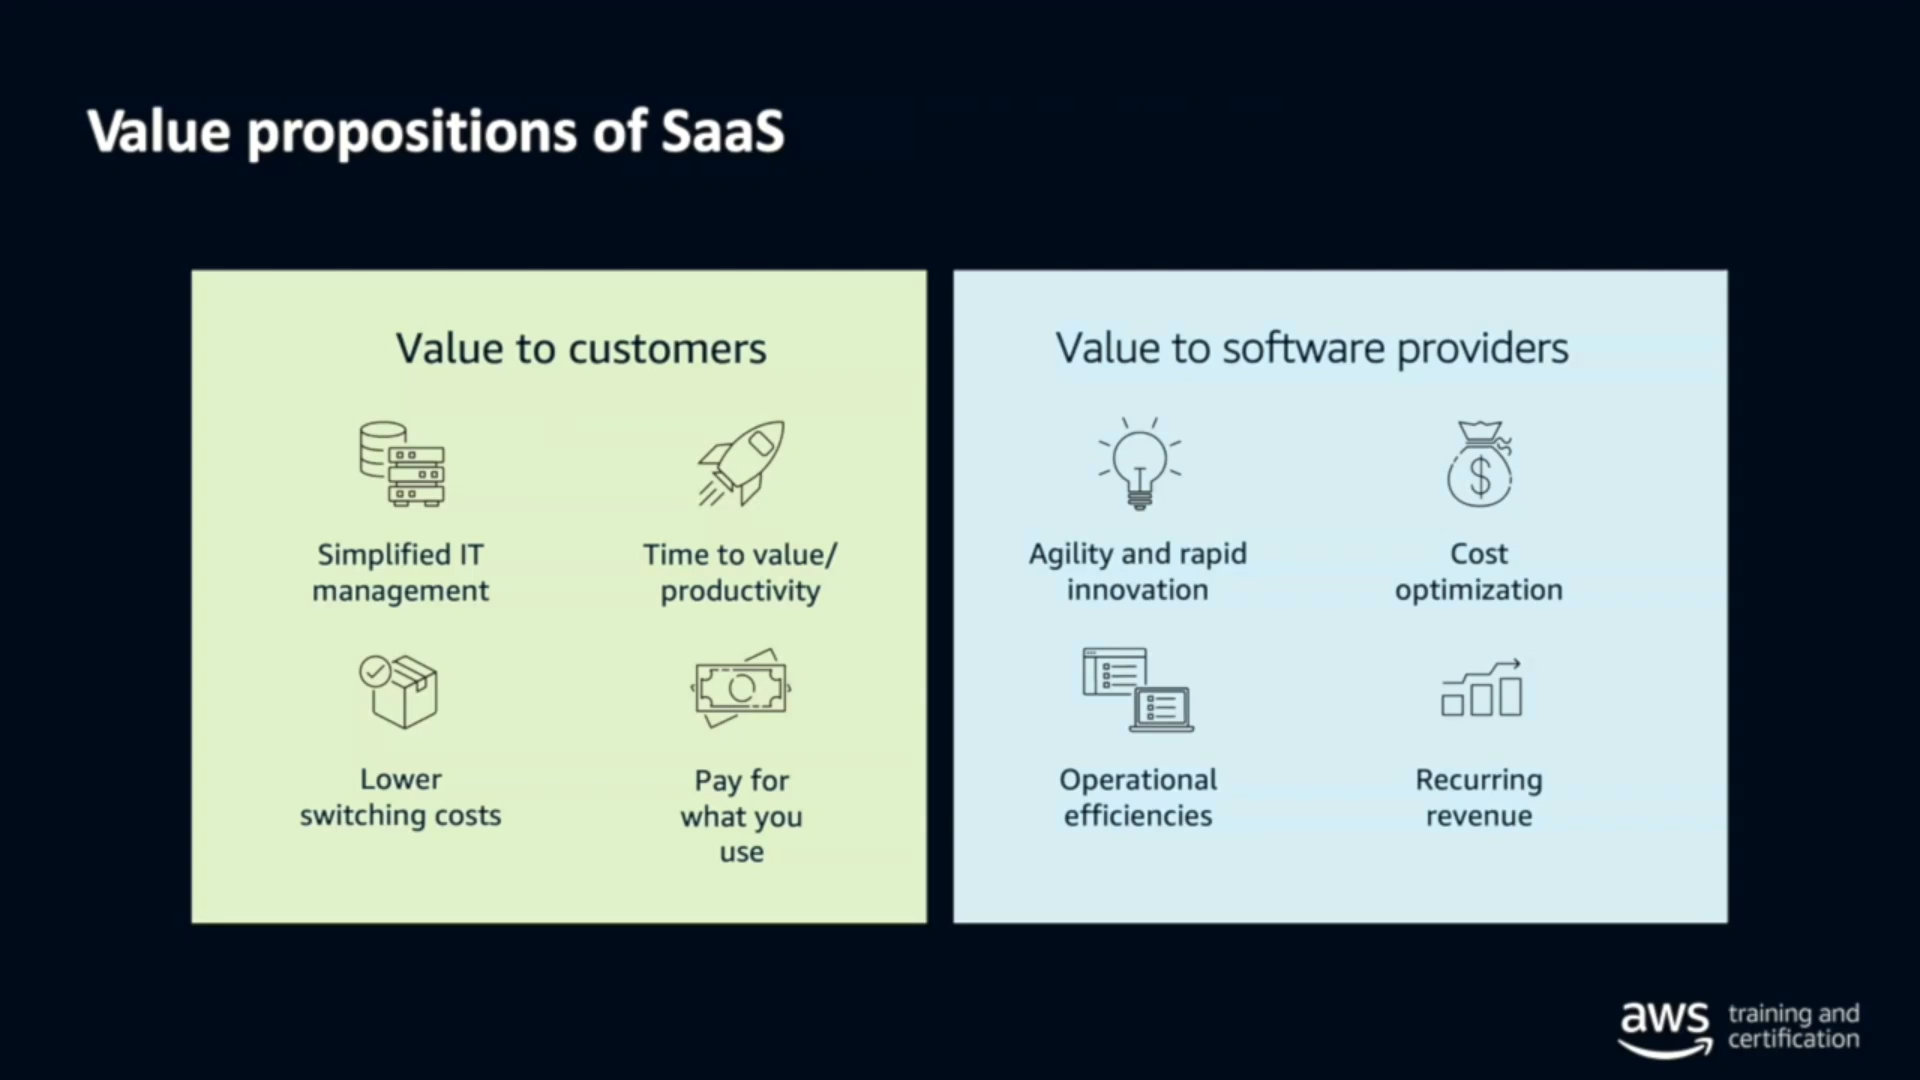 Value propositions of SaaS
Value to customers
Simplified IT
management
Time to value/
productivity
Lower
switching costs
Pay for
what you
use
Value to software providers
Agility and rapid
innovation
$
Cost
optimization
Operational
efficiencies
Recurring
revenue
aws
training and
certification